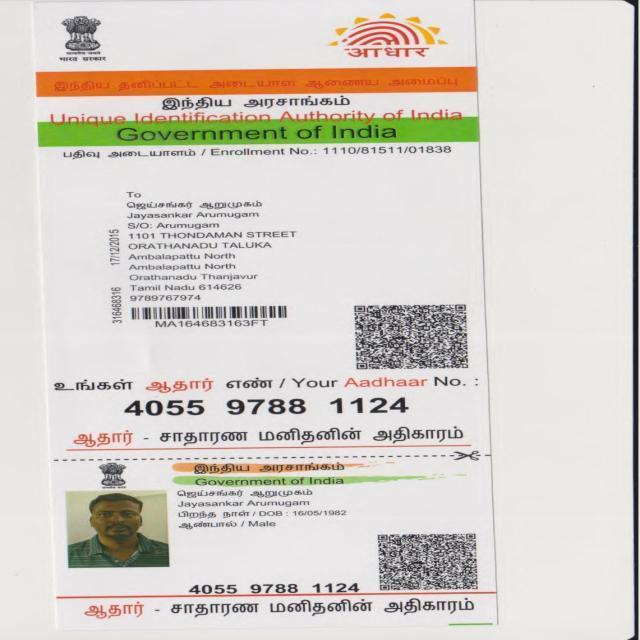 भारत सरकार
आधार
இந்திய தனிப்பட்ட அடையாள ஆணைய அமைப்பு
இந்திய அரசாங்கம்
Unique Identification Authority of India
Government of India
பதிவு அடையாளம் / Enrollment No.: 1110/81511/01838
To
ஜெய்சங்கர் ஆறுமுகம்
Jayasankar Arumugam
S/O: Arumugam
1101 THONDAMAN STREET
ORATHANADU TALUKA
Ambalapattu North
Ambalapattu North
Orathanadu Thanjavur
Tamil Nadu 614626
9789767974
316468316 17/12/2015
MA164683163FT
உங்கள் ஆதார் எண் / Your Aadhaar No. :
4055 9788 1124
ஆதார் - சாதாரண மனிதனின் அதிகாரம்
இந்திய அரசாங்கம்
Government of India
ஜெய்சங்கர் ஆறுமுகம்
Jayasankar Arumugam
பிறந்த நாள் / DOB : 16/05/1982
ஆண்பால் / Male
4055 9788 1124
ஆதார் - சாதாரண மனிதனின் அதிகாரம்